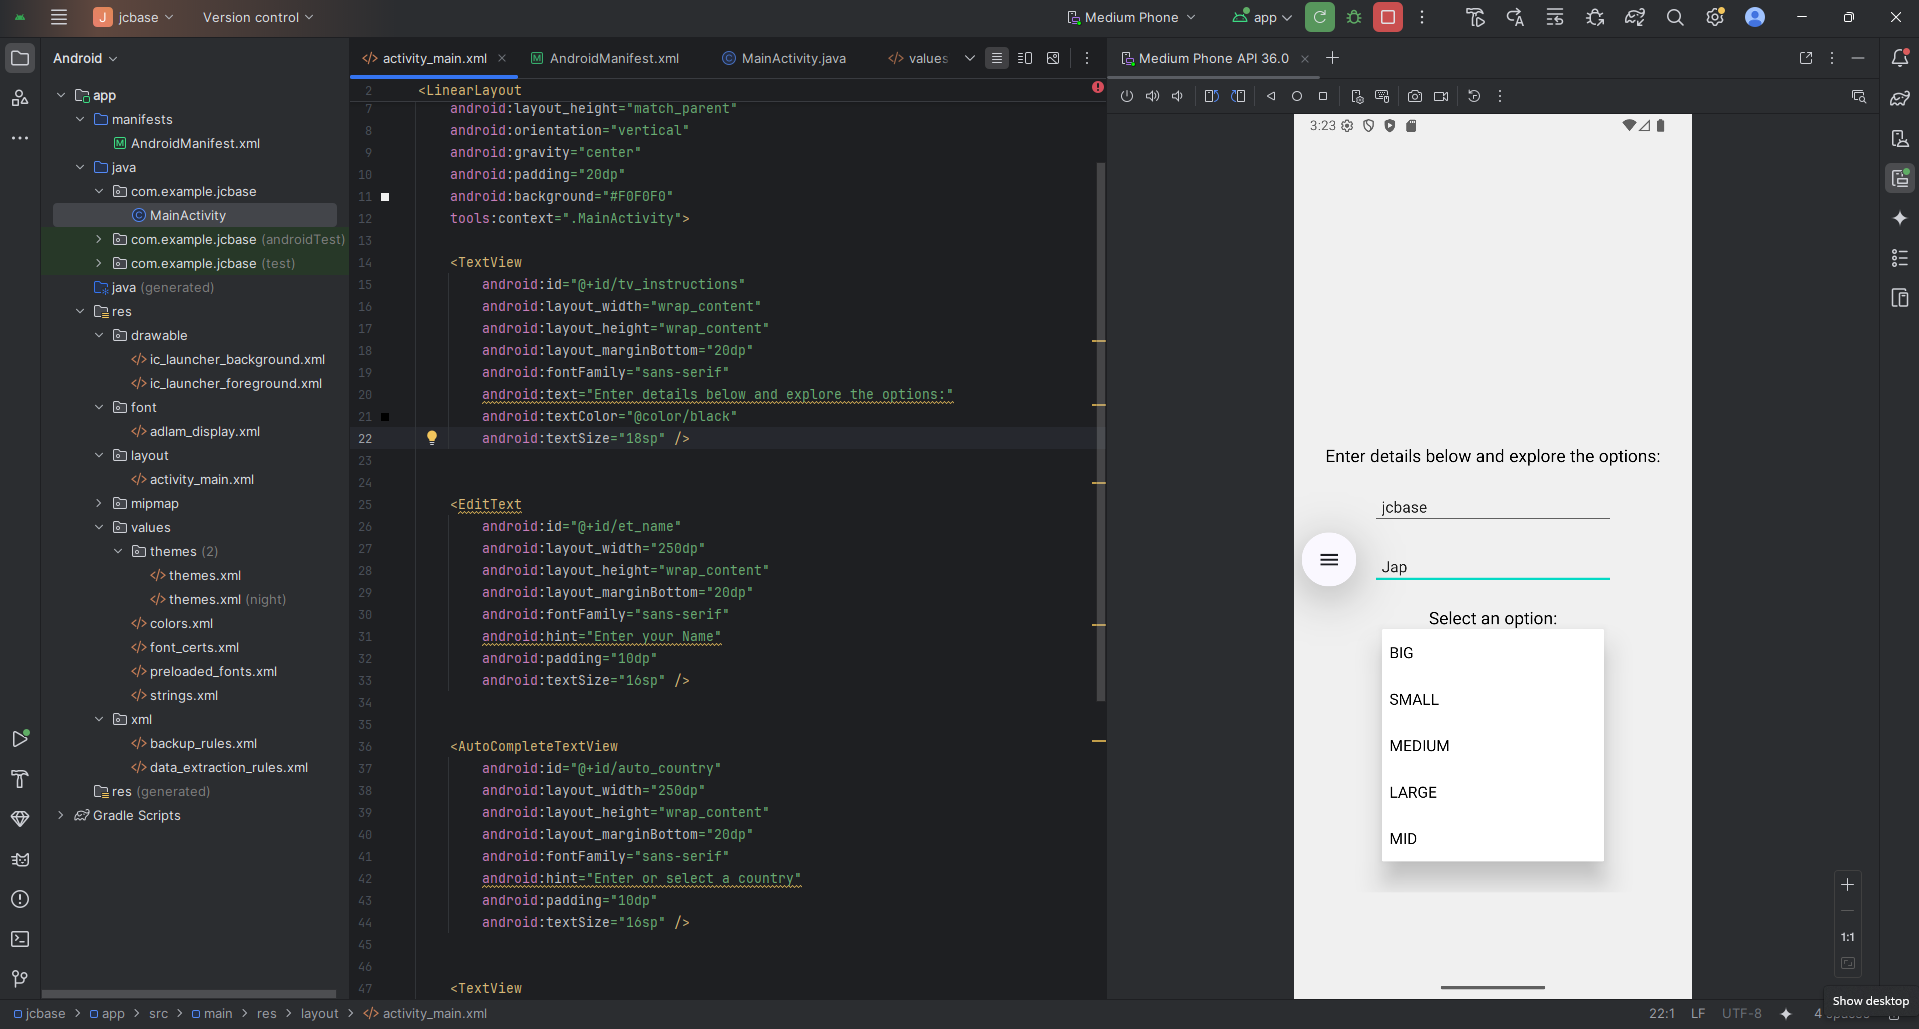 J jcbase Version control Medium Phone app
Android
app
manifests
AndroidManifest.xml
java
com.example.jcbase
MainActivity
com.example.jcbase (androidTest)
com.example.jcbase (test)
java (generated)
res
drawable
ic_launcher_background.xml
ic_launcher_foreground.xml
font
adlam_display.xml
layout
activity_main.xml
mipmap
values
themes (2)
themes.xml
themes.xml (night)
colors.xml
font_certs.xml
preloaded_fonts.xml
strings.xml
xml
backup_rules.xml
data_extraction_rules.xml
res (generated)
Gradle Scripts
activity_main.xml AndroidManifest.xml MainActivity.java values
2 <LinearLayout
7 android:layout_height="match_parent"
8 android:orientation="vertical"
9 android:gravity="center"
10 android:padding="20dp"
11 android:background="#F0F0F0"
12 tools:context=".MainActivity">
13
14 <TextView
15 android:id="@+id/tv_instructions"
16 android:layout_width="wrap_content"
17 android:layout_height="wrap_content"
18 android:layout_marginBottom="20dp"
19 android:fontFamily="sans-serif"
20 android:text="Enter details below and explore the options:"
21 android:textColor="@color/black"
22 android:textSize="18sp" />
23
24
25 <EditText
26 android:id="@+id/et_name"
27 android:layout_width="250dp"
28 android:layout_height="wrap_content"
29 android:layout_marginBottom="20dp"
30 android:fontFamily="sans-serif"
31 android:hint="Enter your Name"
32 android:padding="10dp"
33 android:textSize="16sp" />
34
35
36 <AutoCompleteTextView
37 android:id="@+id/auto_country"
38 android:layout_width="250dp"
39 android:layout_height="wrap_content"
40 android:layout_marginBottom="20dp"
41 android:fontFamily="sans-serif"
42 android:hint="Enter or select a country"
43 android:padding="10dp"
44 android:textSize="16sp" />
45
46
47 <TextView
Medium Phone API 36.0
3:23
Enter details below and explore the options:
jcbase
Jap
Select an option:
BIG
SMALL
MEDIUM
LARGE
MID
1:1
Show desktop
jcbase > app > src > main > res > layout > activity_main.xml
22:1 LF UTF-8 4